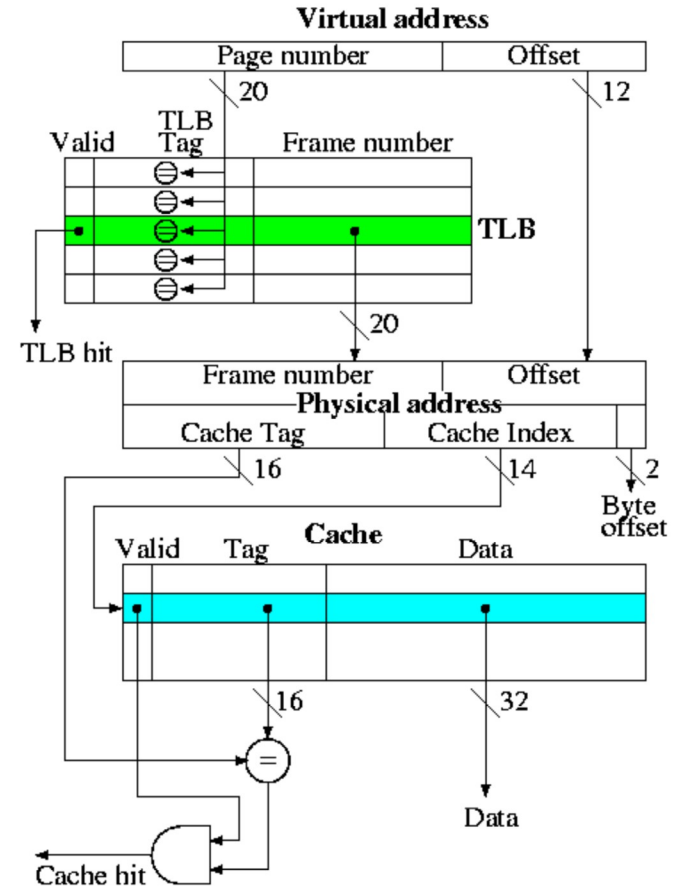 Virtual address
Page number Offset
20 12
TLB
Valid Tag Frame number
TLB
20
TLB hit
Frame number Offset
Physical address
Cache Tag Cache Index
16 14 2
Byte
offset
Cache
Valid Tag Data
16 32
=
Data
Cache hit